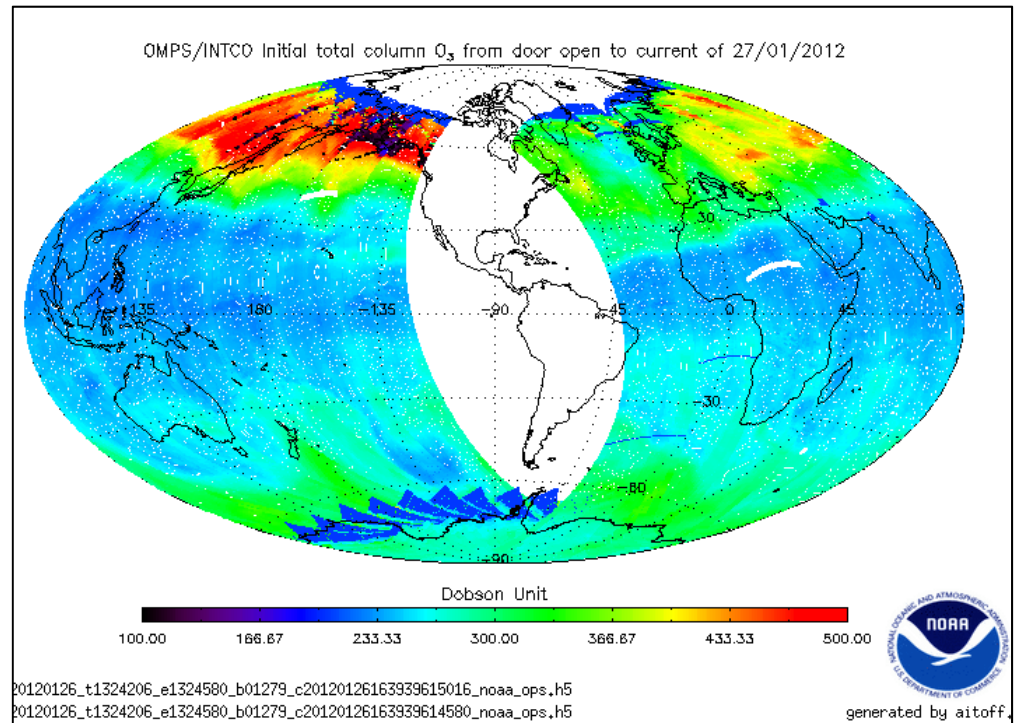 OMPS/INTCO Initial total column O₃ from door open to current of 27/01/2012
60
30
-135
180
-135
-90
-45
0
45
9
-30
-60
-90
Dobson Unit
100.00 166.67 233.33 300.00 366.67 433.33 500.00
NATIONAL OCEANIC AND ATMOSPHERIC ADMINISTRATION
NOAA
U.S. DEPARTMENT OF COMMERCE
20120126_t1324206_e1324580_b01279_c20120126163939615016_noaa_ops.h5
20120126_t1324206_e1324580_b01279_c20120126163939614580_noaa_ops.h5
generated by aitoff.